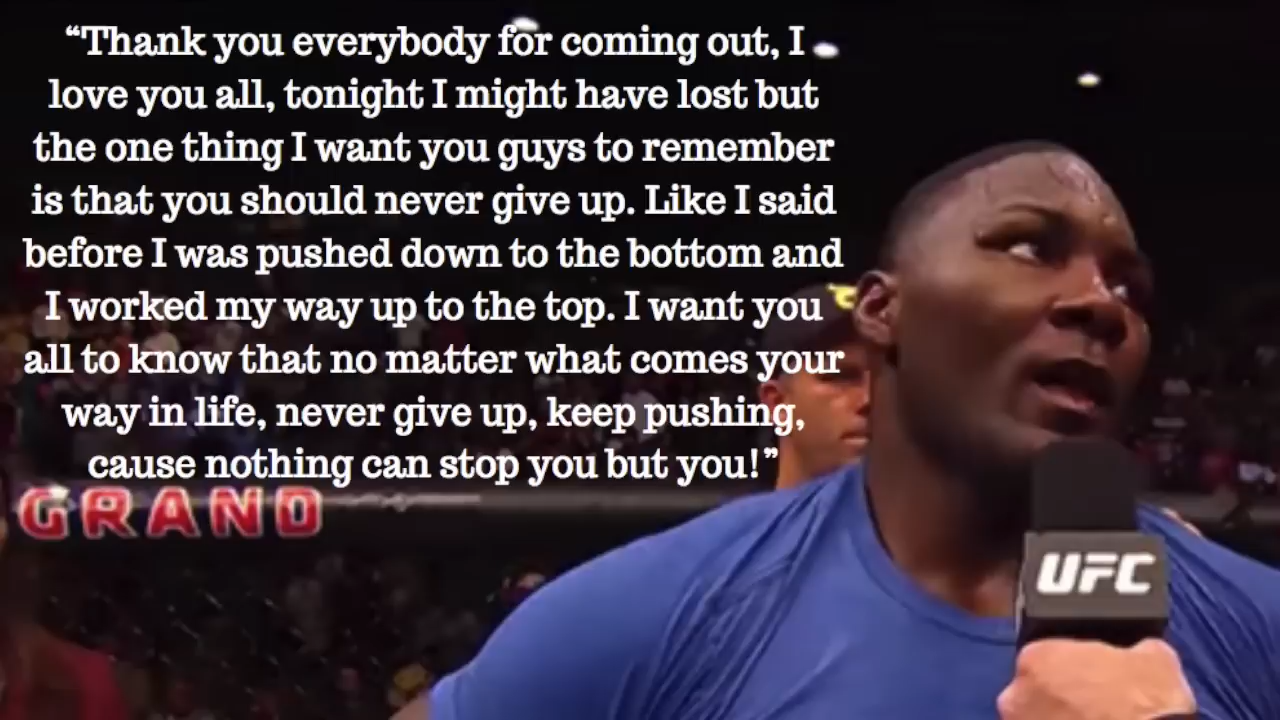 “Thank you everybody for coming out, I
love you all, tonight I might have lost but
the one thing I want you guys to remember
is that you should never give up. Like I said
before I was pushed down to the bottom and
I worked my way up to the top. I want you
all to know that no matter what comes your
way in life, never give up, keep pushing,
cause nothing can stop you but you!”
GRAND
UFC